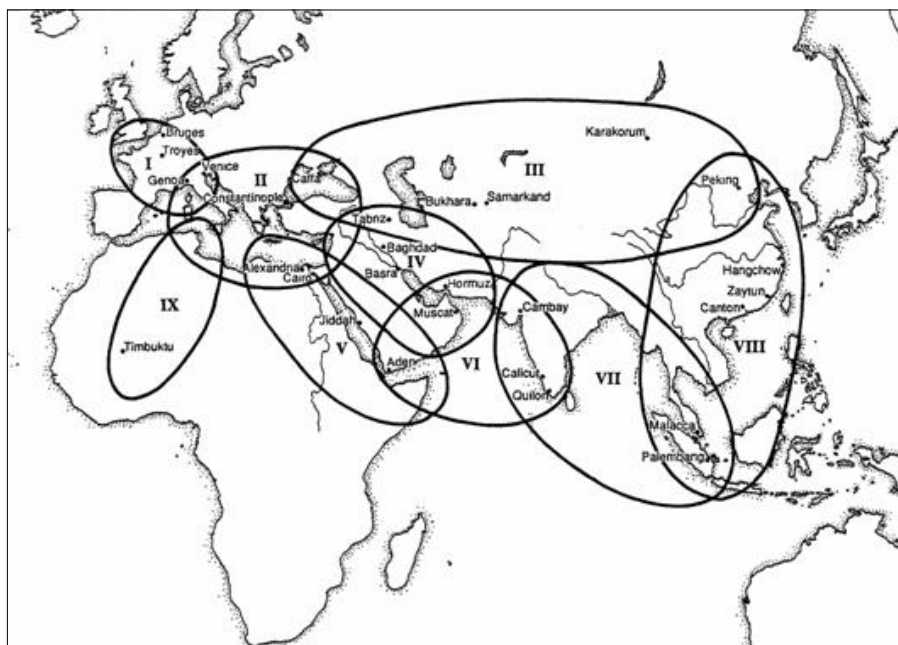 Bruges
Troyes
I
Venice
Genoa
II
Caffa
Constantinople
III
Karakorum
Peking
Bukhara
Samarkand
Tabriz
Baghdad
IV
Basra
Alexandria
Cairo
Hormuz
Muscat
Cambay
Hangchow
Zaytun
Canton
IX
Timbuktu
Jiddah
V
Aden
VI
Calicut
Quilon
VII
VIII
Malacca
Palembang